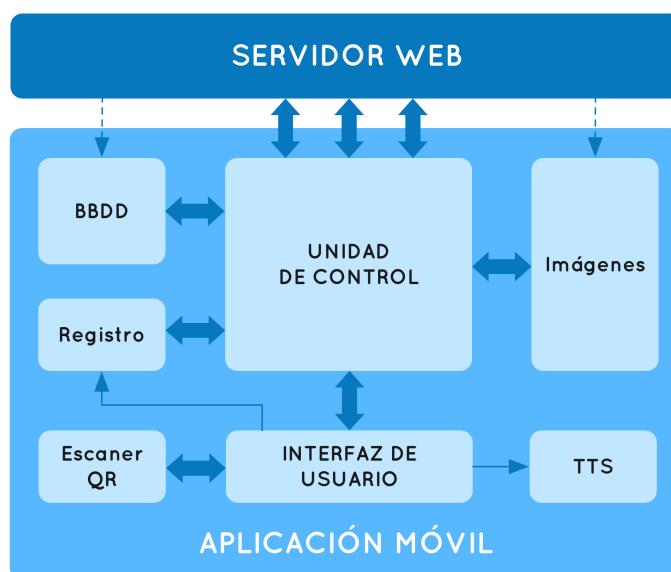 SERVIDOR WEB
BBDD
UNIDAD
DE CONTROL
Imágenes
Registro
Escaner
QR
INTERFAZ DE
USUARIO
TTS
APLICACIÓN MÓVIL